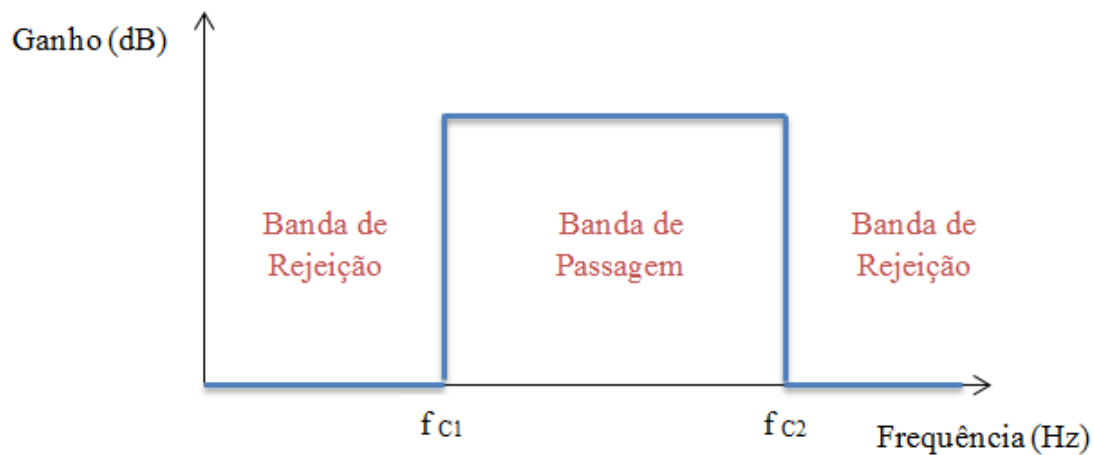 Ganho (dB)
Banda de
Rejeição
Banda de
Passagem
Banda de
Rejeição
f C1
f C2
Frequência (Hz)